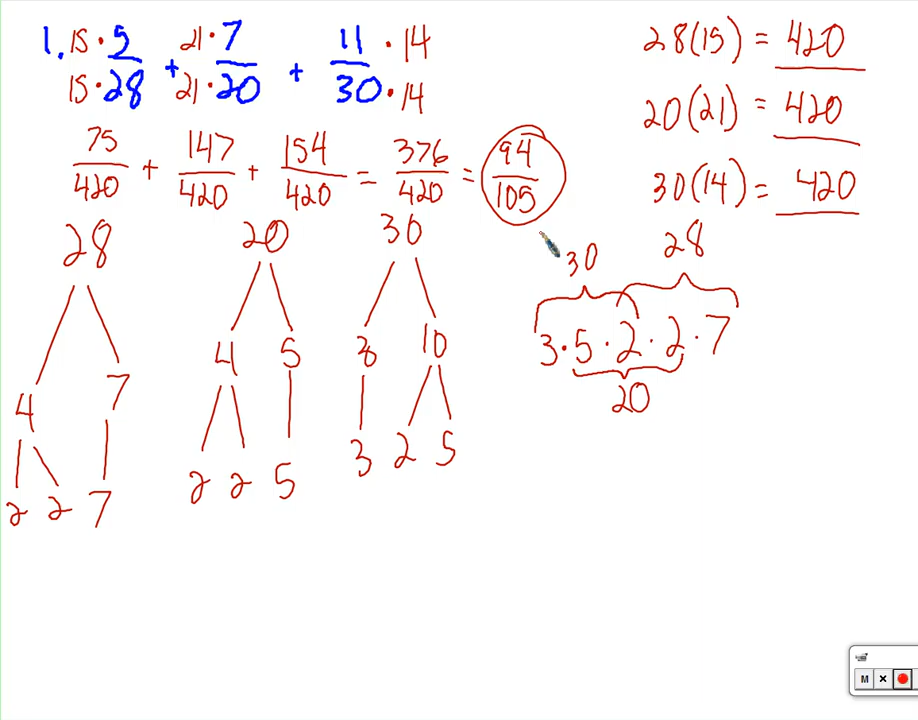 1. 15 · 5/15 · 28 + 21 · 7/21 · 20 + 11 · 14/30 · 14
75/420 + 147/420 + 154/420 = 376/420 = 94/105
28(15) = 420
20(21) = 420
30(14) = 420
28 20 30
4 7 4 5 3 10
2 2 7 2 2 5 3 2 5
30 28
3 · 5 · 2 · 2 · 7
20
M X